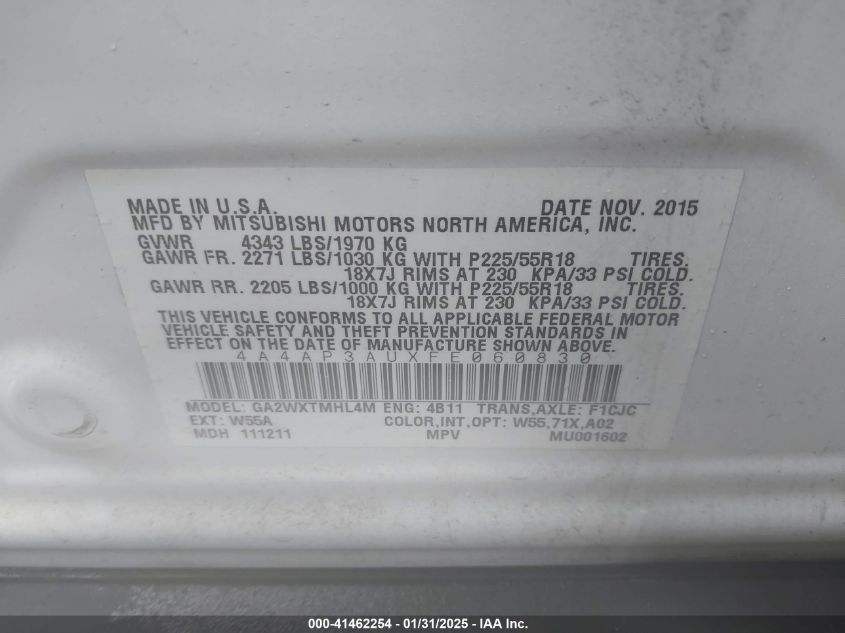 MADE IN U.S.A. DATE NOV. 2015
MFD BY MITSUBISHI MOTORS NORTH AMERICA, INC.
GVWR 4343 LBS/1970 KG
GAWR FR. 2271 LBS/1030 KG WITH P225/55R18 TIRES.
18X7J RIMS AT 230 KPA/33 PSI COLD.
GAWR RR. 2205 LBS/1000 KG WITH P225/55R18 TIRES.
18X7J RIMS AT 230 KPA/33 PSI COLD.
THIS VEHICLE CONFORMS TO ALL APPLICABLE FEDERAL MOTOR
VEHICLE SAFETY AND THEFT PREVENTION STANDARDS IN
EFFECT ON THE DATE OF MANUFACTURE SHOWN ABOVE.
4A4AP3AUXFE060830
MODEL: GA2WXTMHL4M ENG: 4B11 TRANS,AXLE: F1CJC
EXT: W55A COLOR,INT,OPT: W55,71X,A02
MDH 111211 MPV MU001602
000-41462254 - 01/31/2025 - IAA Inc.